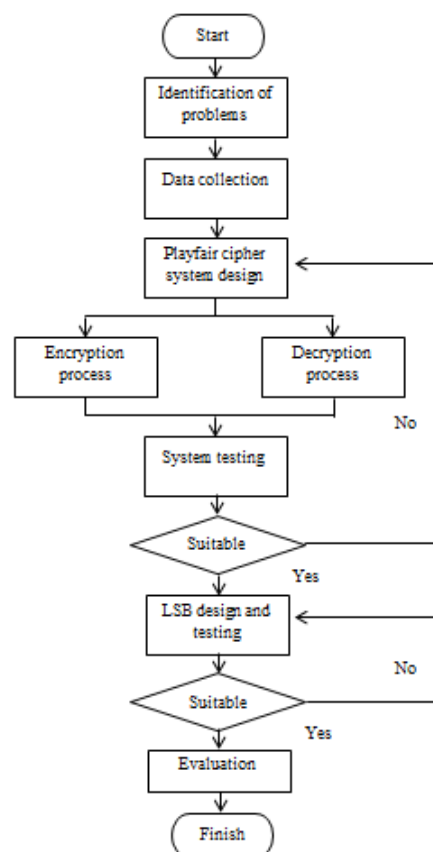 Start
Identification of
problems
Data collection
Playfair cipher
system design
Encryption
process
Decryption
process
No
System testing
Suitable
Yes
LSB design and
testing
No
Suitable
Yes
Evaluation
Finish